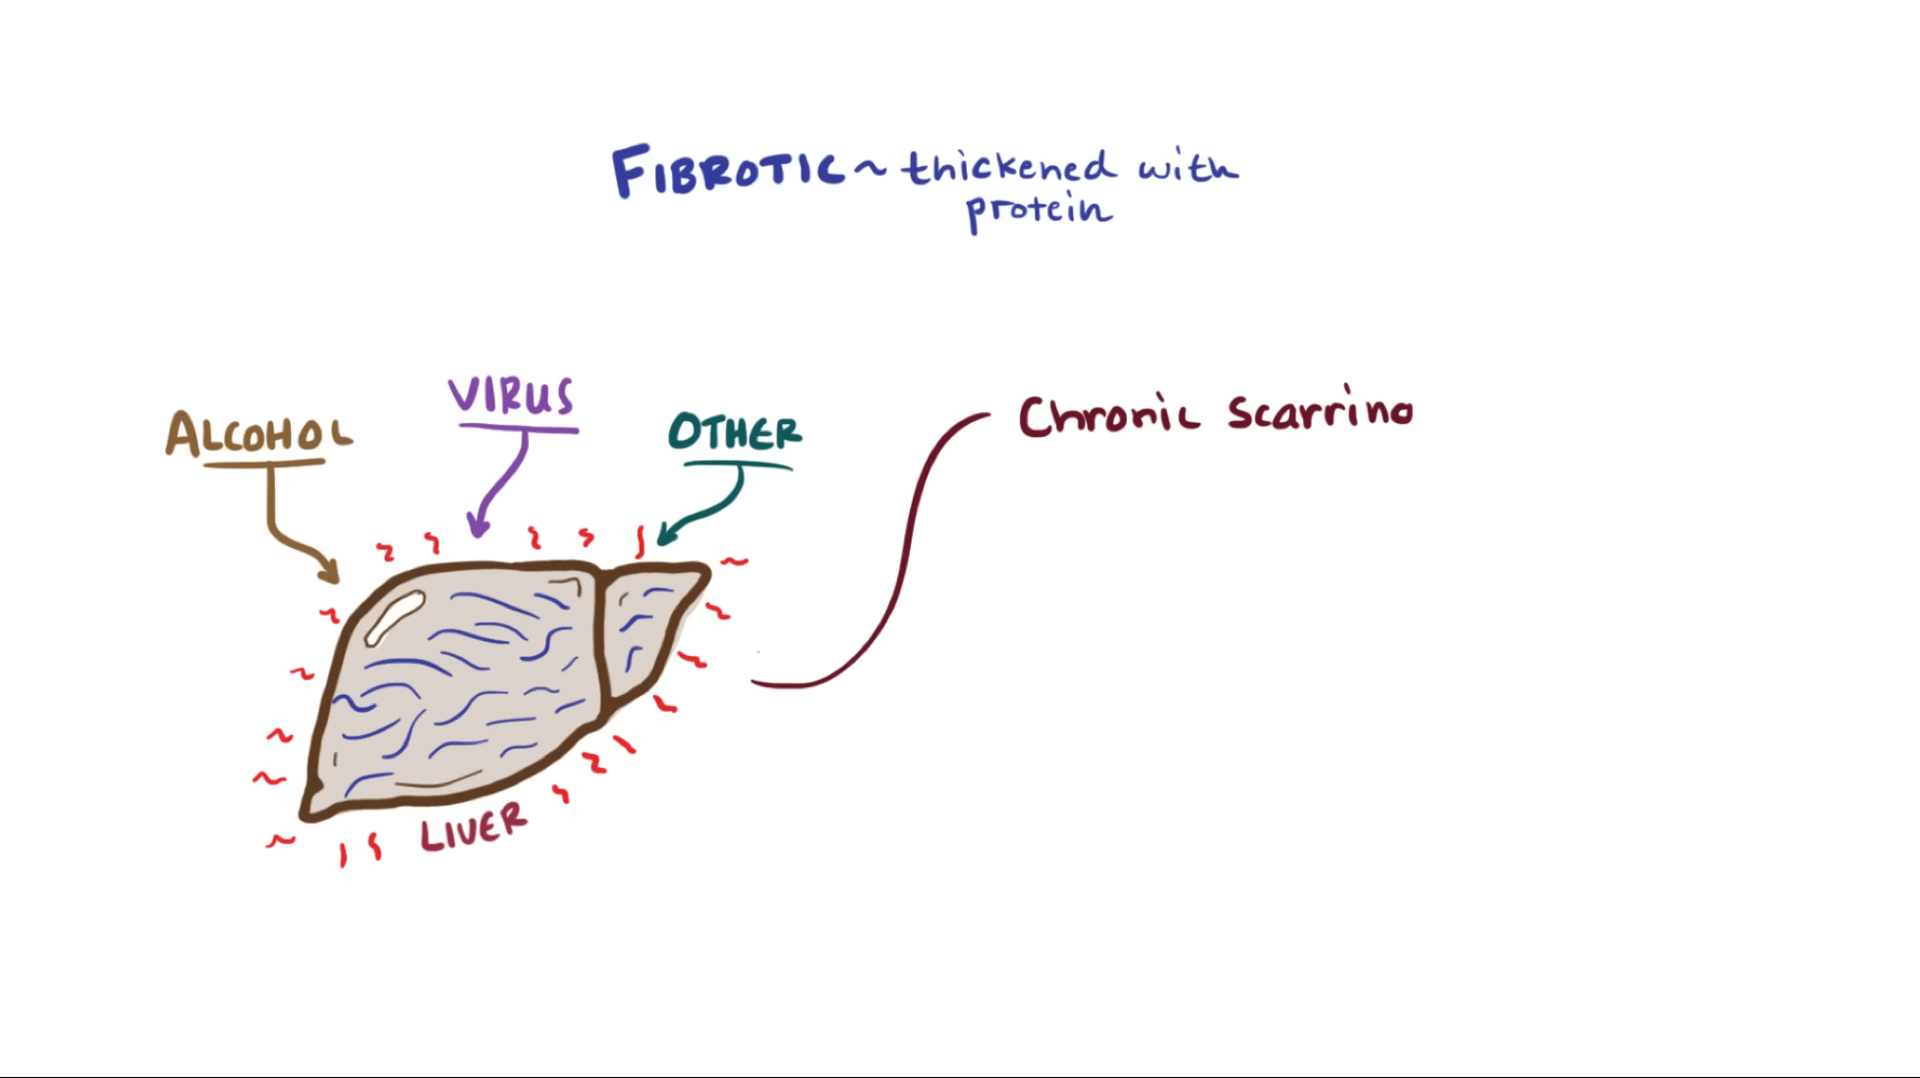 FIBROTIC ~ thickened with
protein
VIRUS
ALCOHOL
OTHER
Chronic Scarrino
LIVER